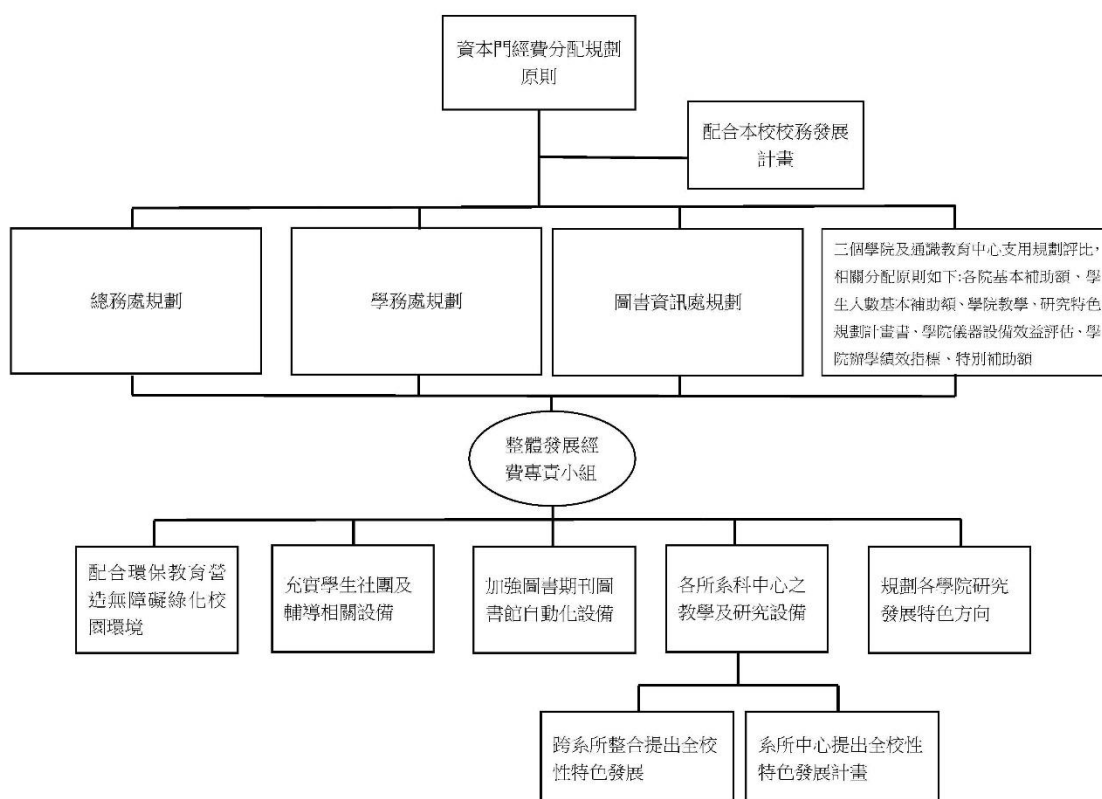 資本門經費分配規劃
原則
配合本校校務發展
計畫
總務處規劃
學務處規劃
圖書資訊處規劃
三個學院及通識教育中心支用規劃評比，
相關分配原則如下:各院基本補助額、學
生人數基本補助額、學院教學、研究特色
規劃計畫書、學院儀器設備效益評估、學
院辦學績效指標、特別補助額
整體發展經
費專責小組
配合環保教育營
造無障礙綠化校
園環境
充實學生社團及
輔導相關設備
加強圖書期刊圖
書館自動化設備
各所系科中心之
教學及研究設備
規劃各學院研究
發展特色方向
跨系所整合提出全校
性特色發展
系所中心提出全校性
特色發展計畫